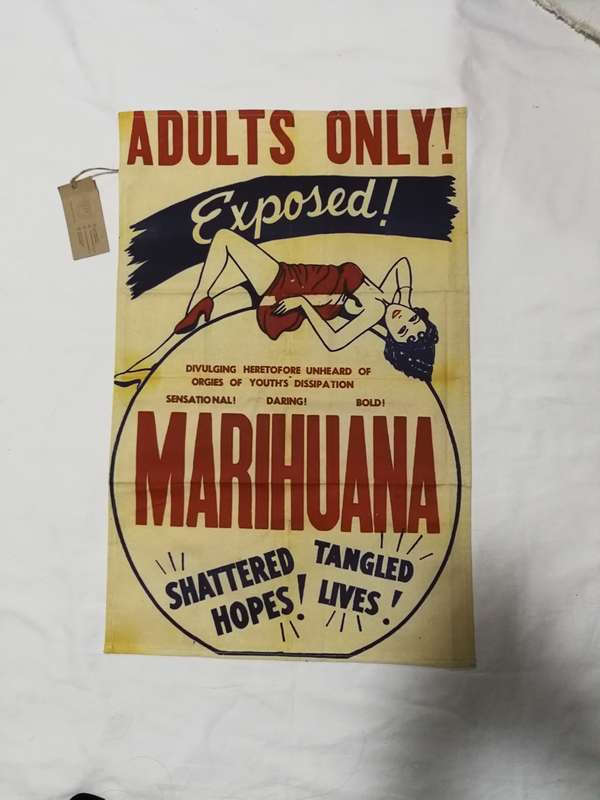 ADULTS ONLY!
Exposed!
DIVULGING HERETOFORE UNHEARD OF
ORGIES OF YOUTH'S DISSIPATION
SENSATIONAL! DARING! BOLD!
MARIHUANA
SHATTERED HOPES!
TANGLED LIVES!